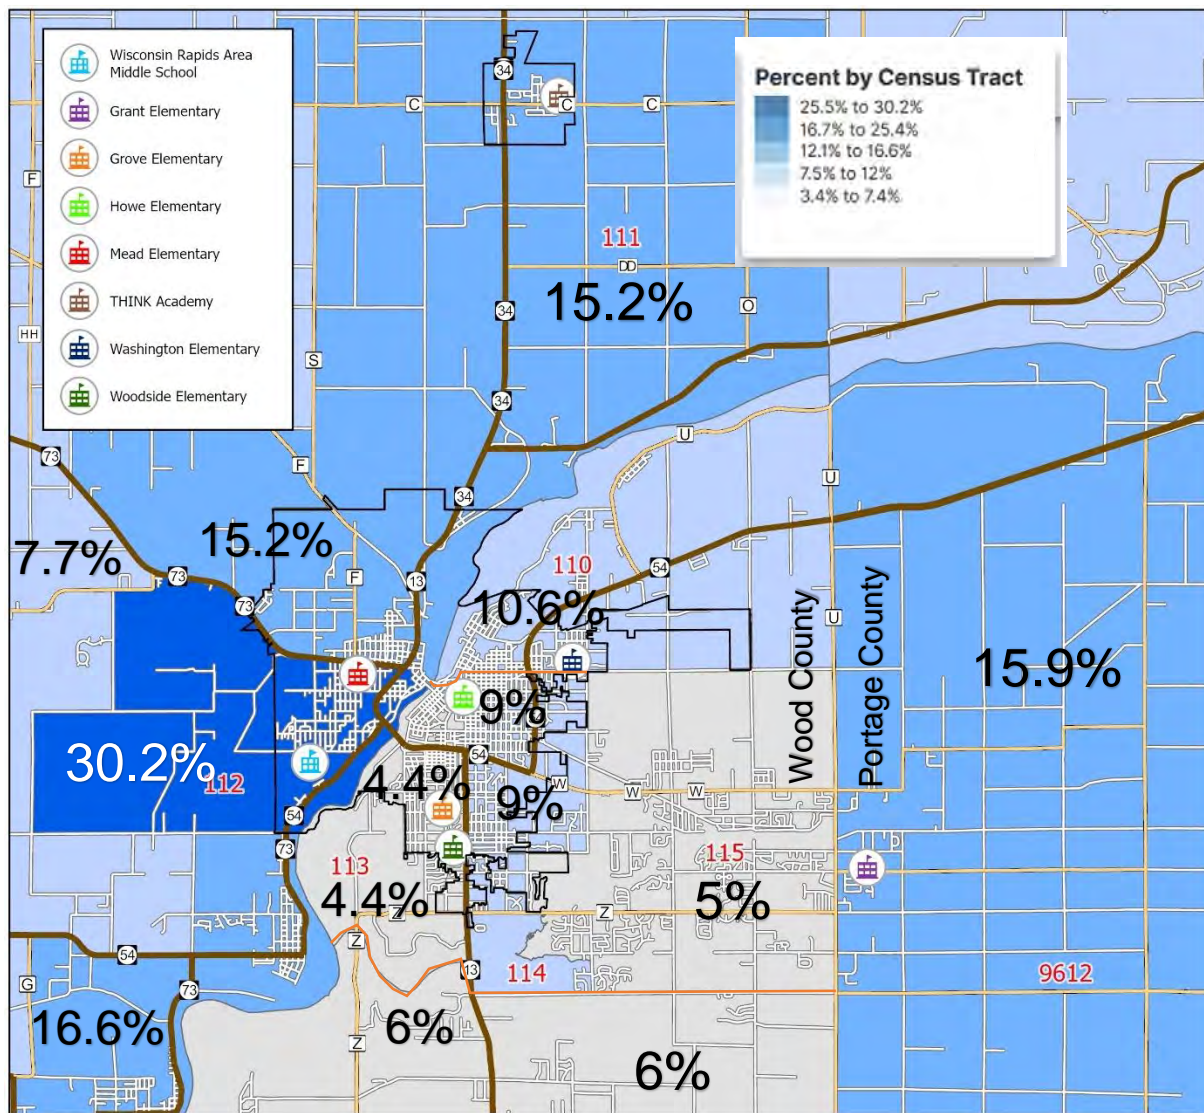 Wisconsin Rapids Area
Middle School
Grant Elementary
Grove Elementary
Howe Elementary
Mead Elementary
THINK Academy
Washington Elementary
Woodside Elementary
Percent by Census Tract
25.5% to 30.2%
16.7% to 25.4%
12.1% to 16.6%
7.5% to 12%
3.4% to 7.4%
34
C
C
C
F
111
DD
15.2%
HH
34
O
S
34
U
73
F
U
34
15.2%
7.7%
73
F
13
110
54
10.6%
73
U
Wood County
Portage County
15.9%
9%
30.2%
112
54
4.4%
W
W
W
9%
54
73
113
115
4.4%
Z
Z
5%
Z
54
G
13
114
9612
73
16.6%
6%
Z
6%